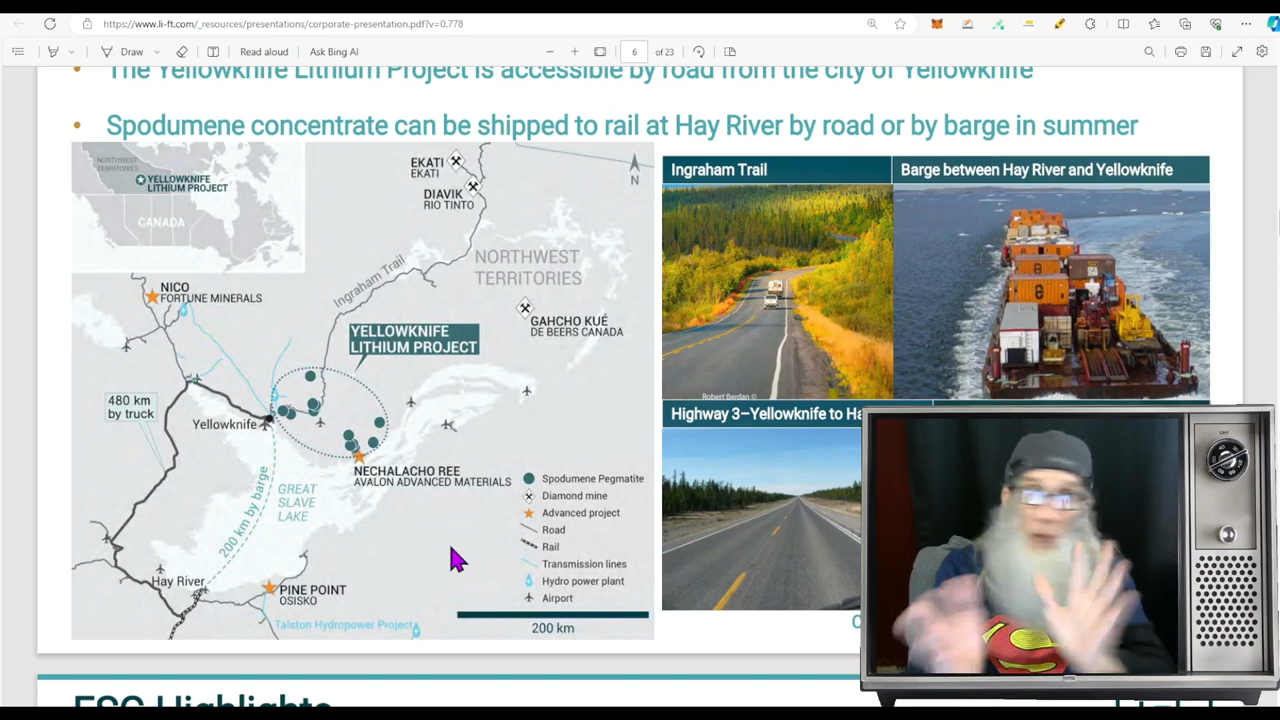 https://www.li-ft.com/_resources/presentations/corporate-presentation.pdf?v=0.778
Draw
Read aloud
Ask Bing AI
6
of 23
The Yellowknife Lithium Project is accessible by road from the city of Yellowknife
Spodumene concentrate can be shipped to rail at Hay River by road or by barge in summer
NORTHWEST
TERRITORIES
YELLOWKNIFE
LITHIUM PROJECT
CANADA
EKATI
EKATI
DIAVIK
RIO TINTO
N
NORTHWEST
TERRITORIES
Ingraham Trail
NICO
FORTUNE MINERALS
GAHCHO KUÉ
DE BEERS CANADA
YELLOWKNIFE
LITHIUM PROJECT
480 km
by truck
Yellowknife
NECHALACHO REE
AVALON ADVANCED MATERIALS
GREAT
SLAVE
LAKE
200 km by barge
Hay River
PINE POINT
OSISKO
Talston Hydropower Project
Spodumene Pegmatite
Diamond mine
Advanced project
Road
Rail
Transmission lines
Hydro power plant
Airport
200 km
Ingraham Trail
Barge between Hay River and Yellowknife
Robert Berdan ©
Highway 3–Yellowknife to Ha
ESG Highlights